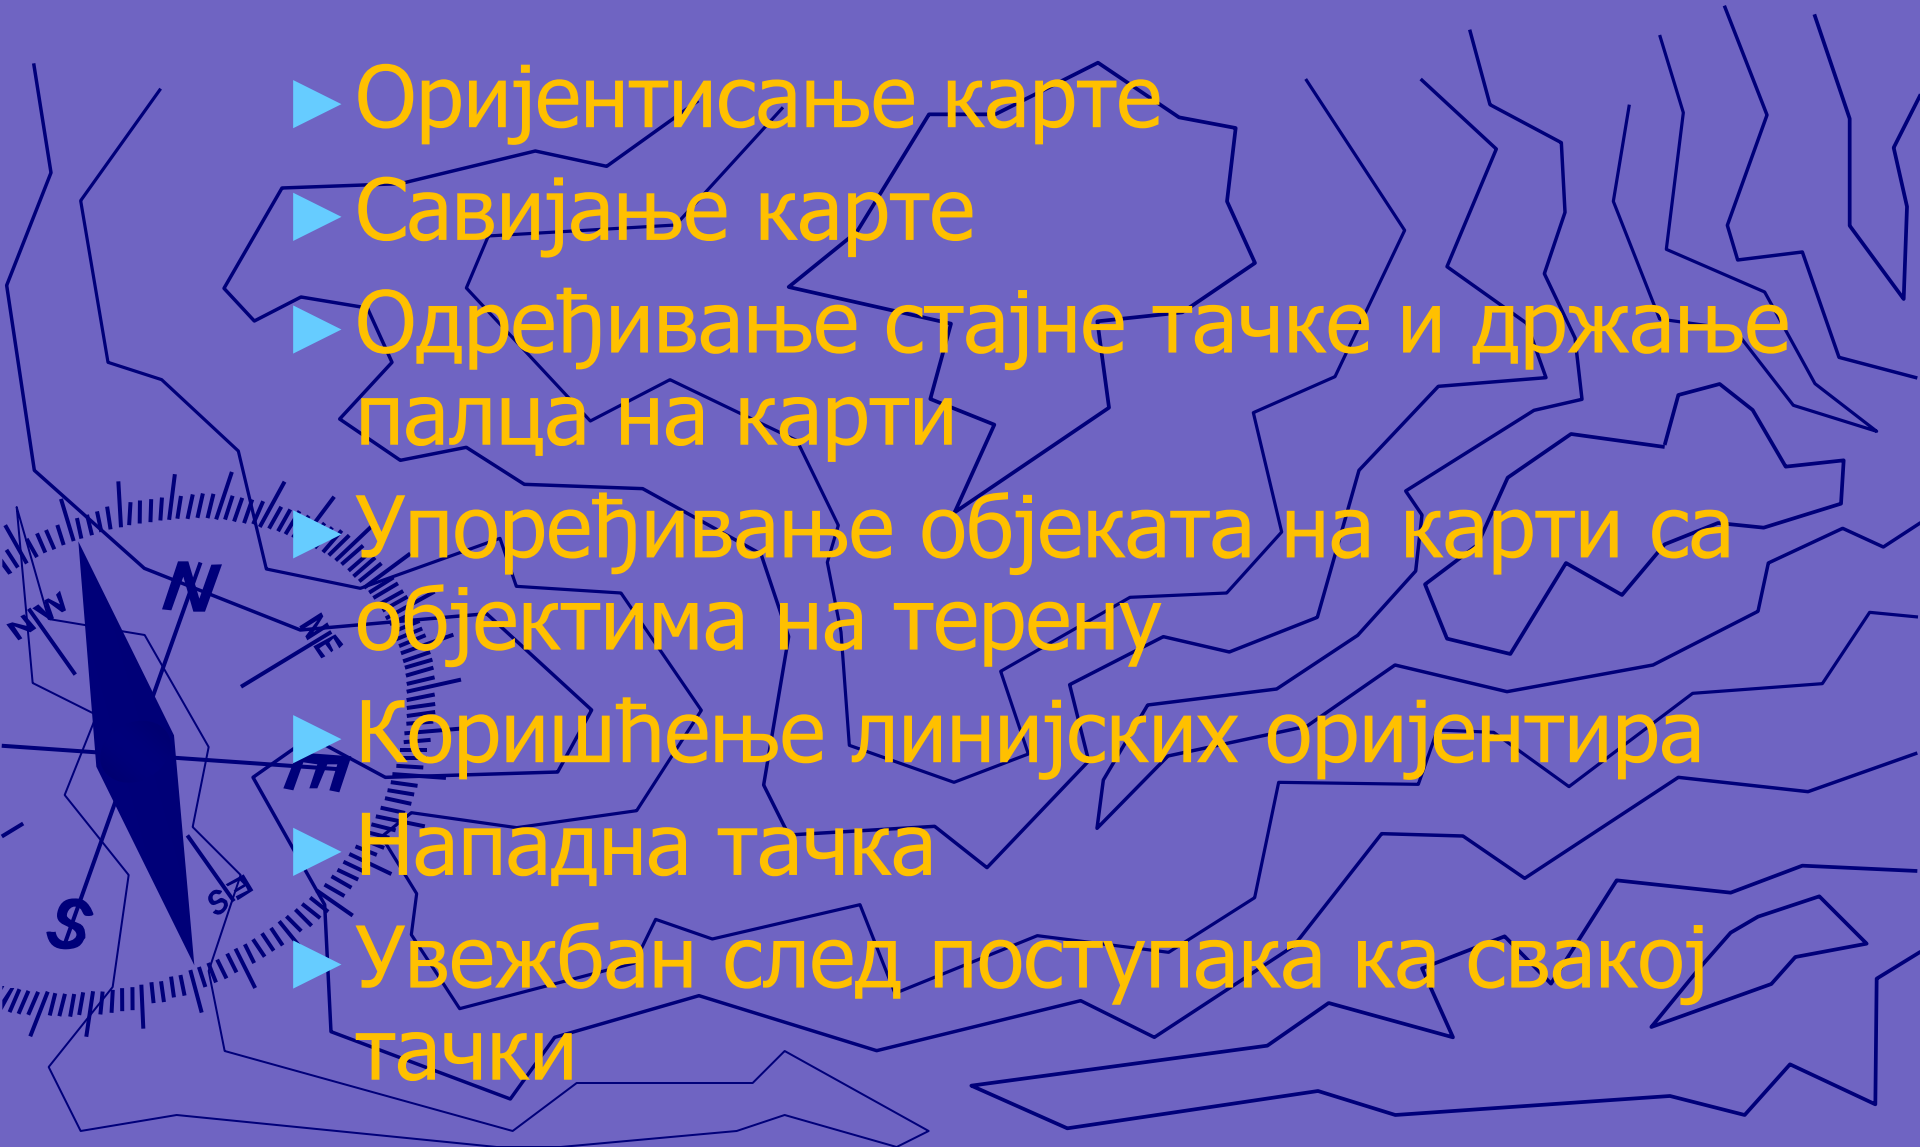 Оријентисање карте
Савијање карте
Одређивање стајне тачке и држање
палца на карти
Упоређивање објеката на карти са
објектима на терену
Коришћење линијских оријентира
Нападна тачка
Увежбан след поступака ка свакој
тачки
N
NW
NE
E
SE
S